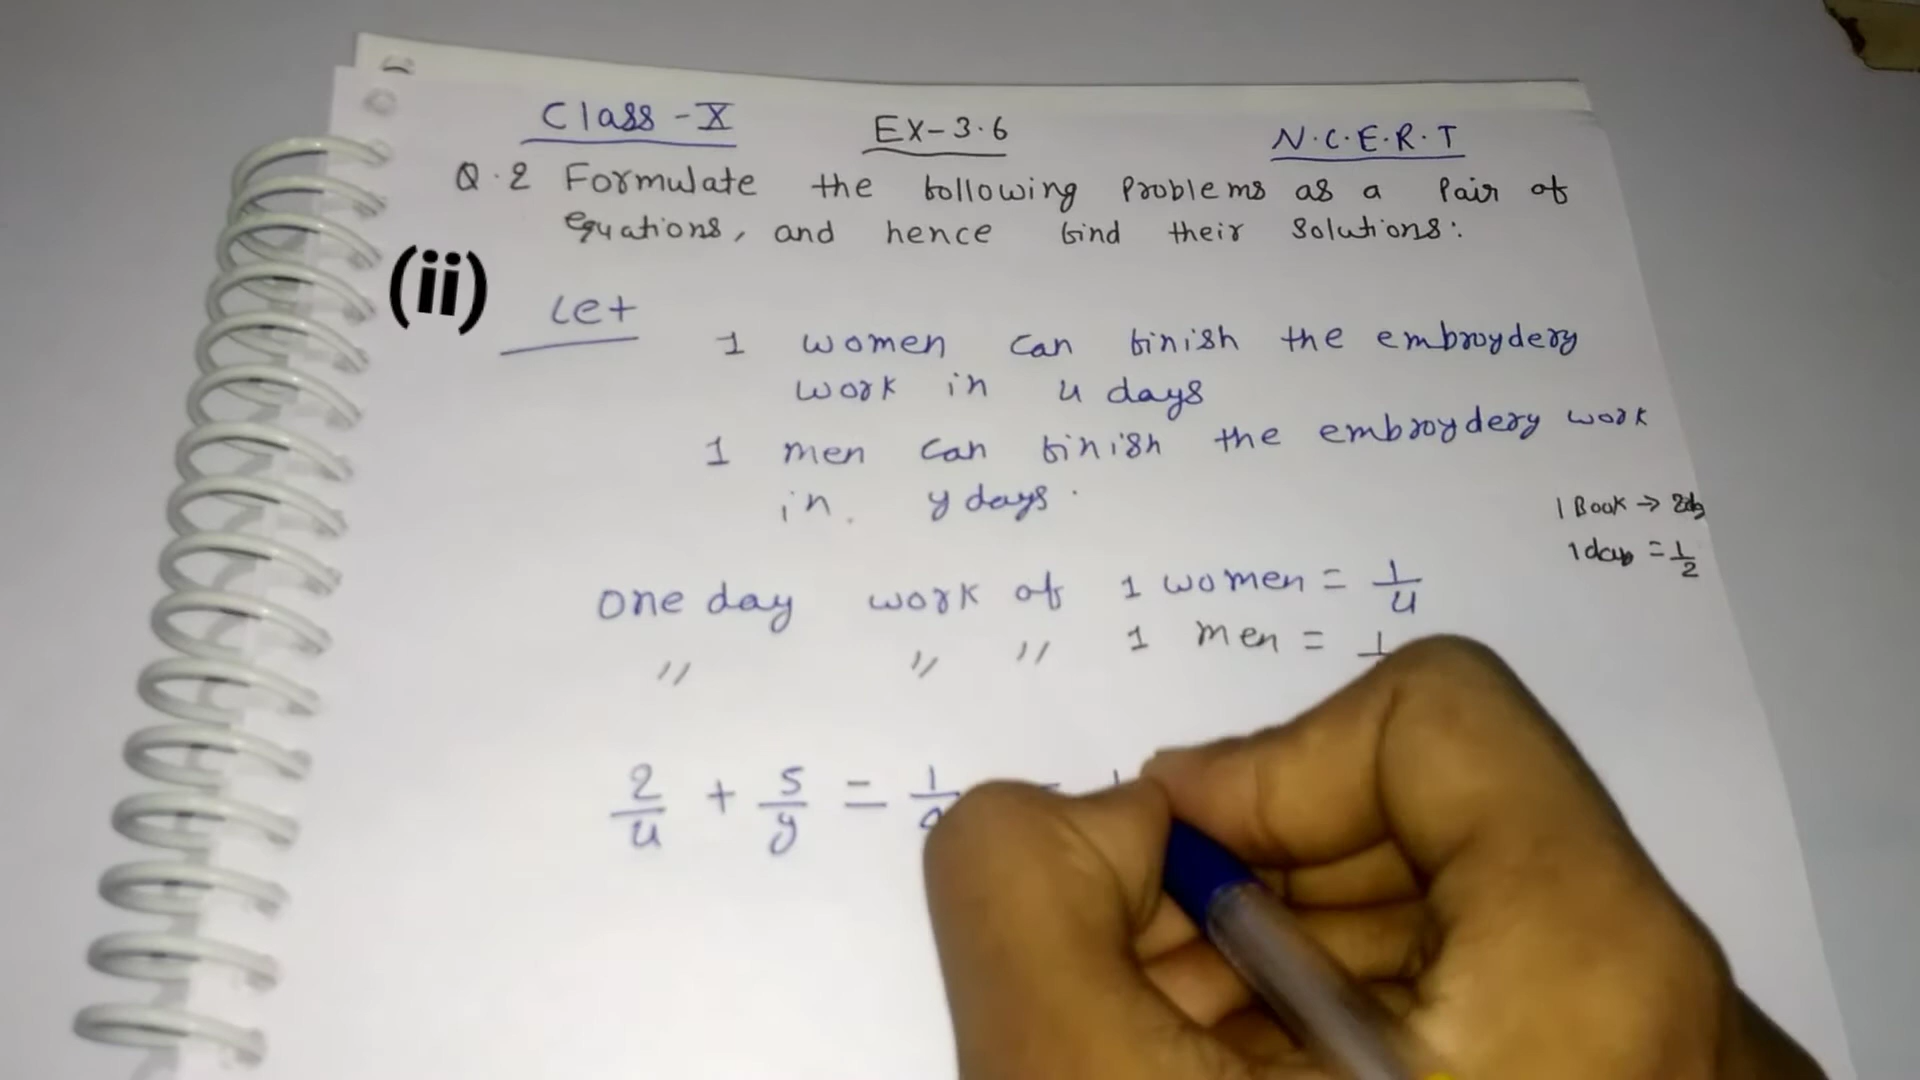 Class - X
EX-3.6
N.C.E.R.T
Q.2 Formulate the following Problems as a Pair of
equations, and hence find their solutions:
(ii)
Let
1 women can finish the embroydery
work in u days
1 men can finish the embroydery work
in. y days.
1 Book →
1 day = 1/2
one day work of 1 women = 1/u
" " " 1 men = 1
2/u + 5/y = 1